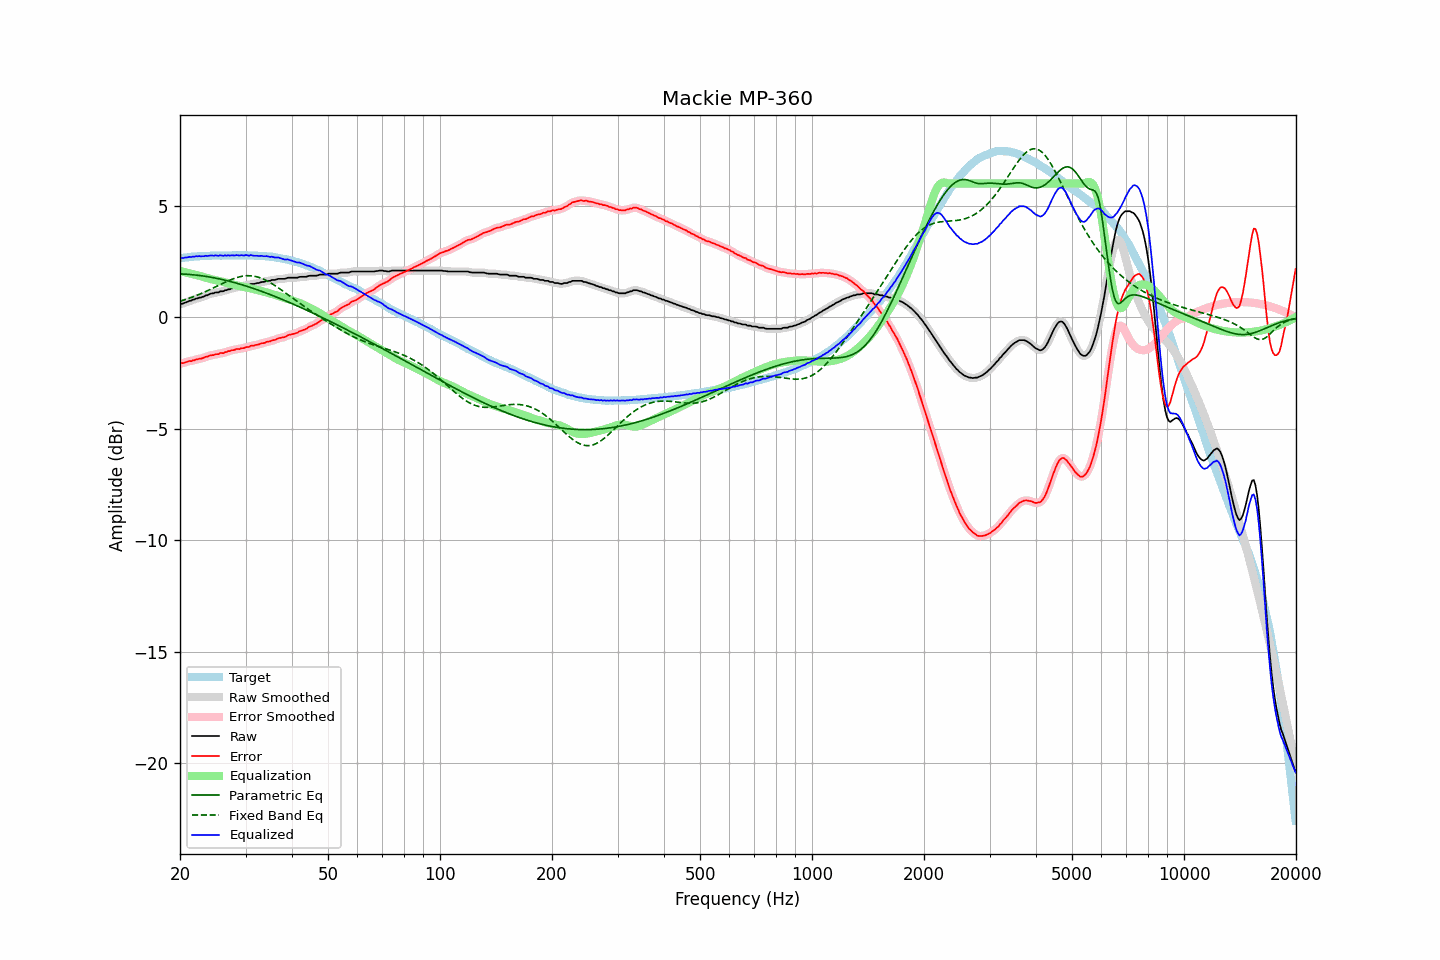 Mackie MP-360
Amplitude (dBr)
5
0
−5
−10
−15
−20
Target
Raw Smoothed
Error Smoothed
Raw
Error
Equalization
Parametric Eq
Fixed Band Eq
Equalized
20 50 100 200 500 1000 2000 5000 10000 20000
Frequency (Hz)